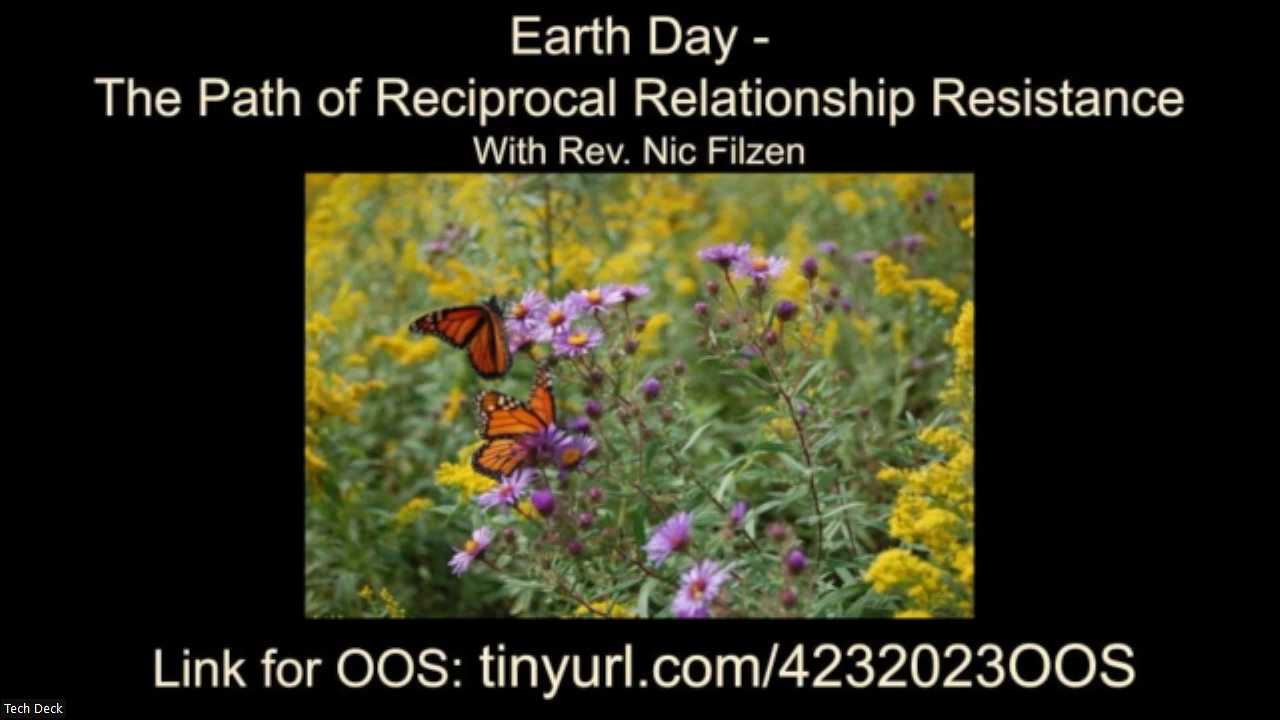 Earth Day -
The Path of Reciprocal Relationship Resistance
With Rev. Nic Filzen
Link for OOS: tinyurl.com/4232023OOS
Tech Deck